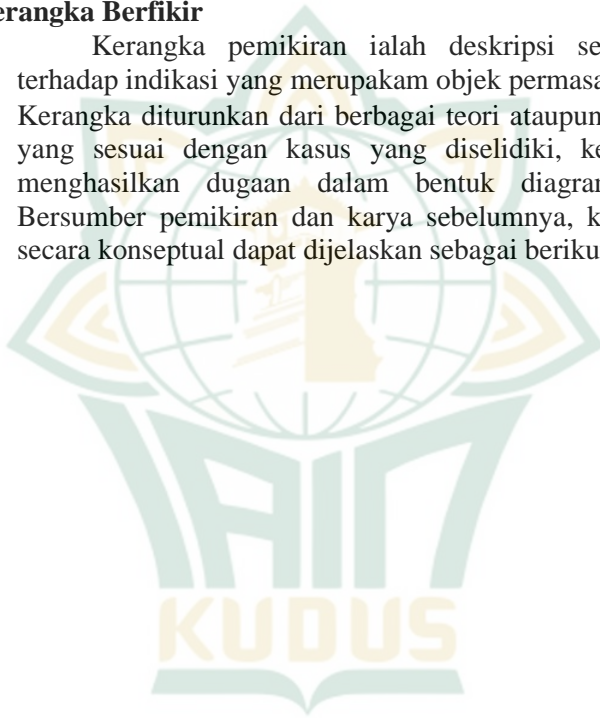 erangka Berfikir
Kerangka pemikiran ialah deskripsi se
terhadap indikasi yang merupakam objek permasa
Kerangka diturunkan dari berbagai teori ataupun
yang sesuai dengan kasus yang diselidiki, ke
menghasilkan dugaan dalam bentuk diagran
Bersumber pemikiran dan karya sebelumnya, k
secara konseptual dapat dijelaskan sebagai beriku
IAIN
KUDUS